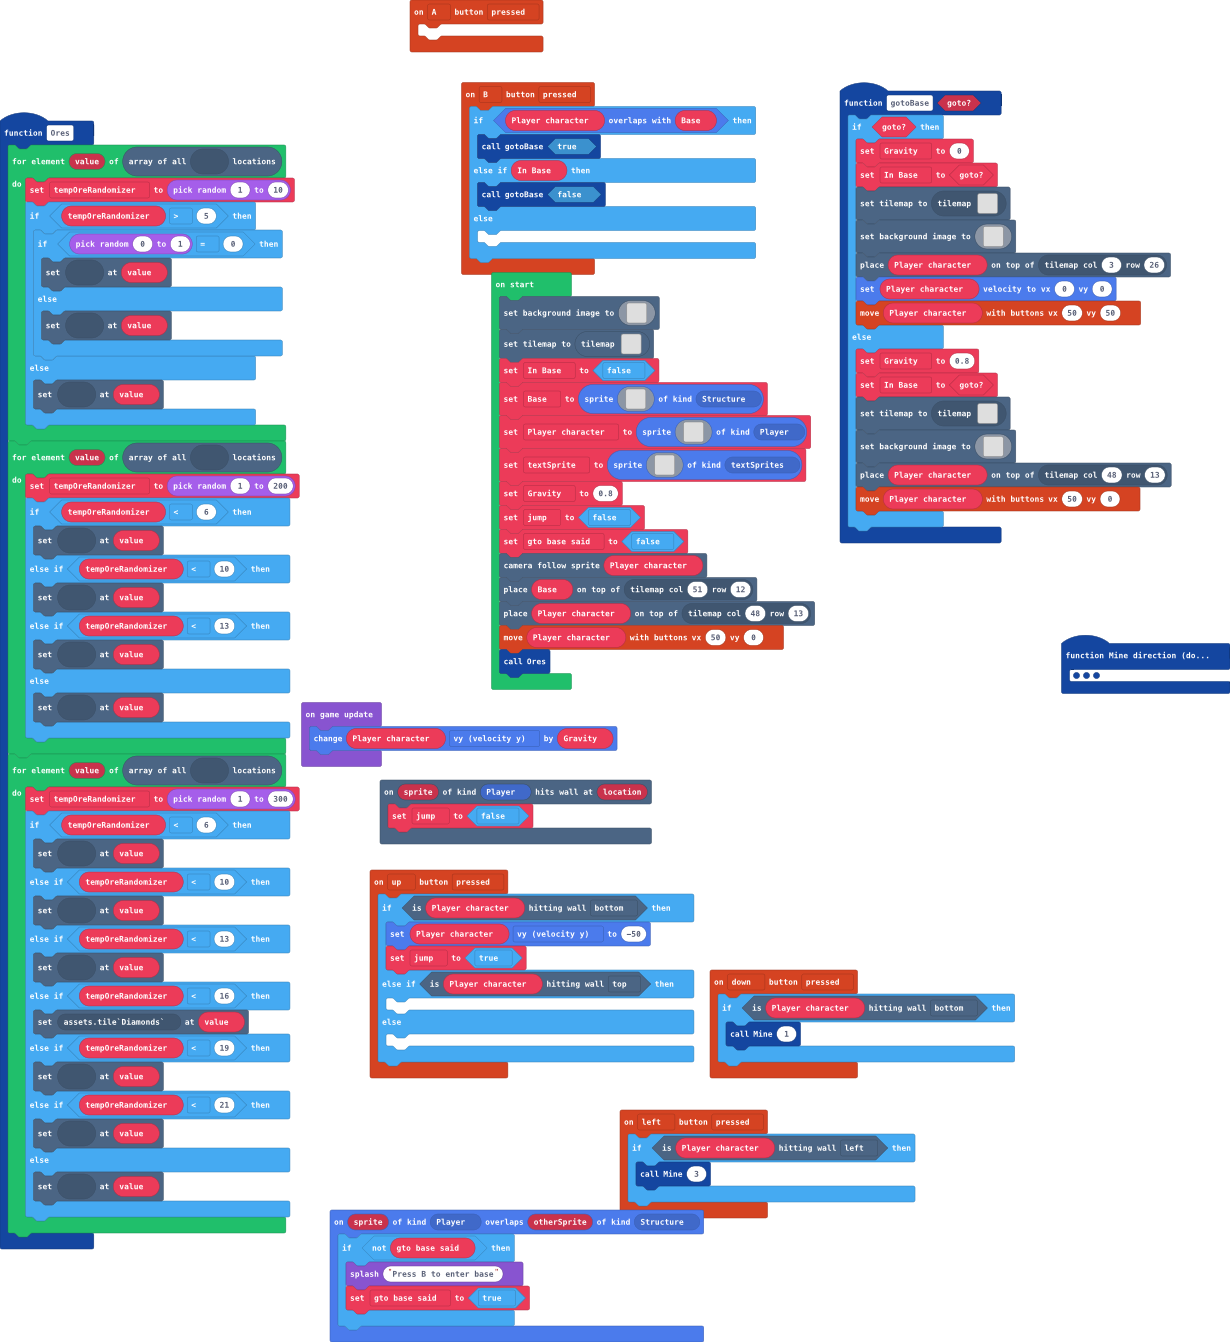 on A button pressed
on B button pressed
if Player character overlaps with Base then
call gotoBase true
else if In Base then
call gotoBase false
else
function gotoBase goto?
if goto? then
set Gravity to 0
set In Base to goto?
set tilemap to tilemap
set background image to
place Player character on top of tilemap col 3 row 26
set Player character velocity to vx 0 vy 0
move Player character with buttons vx 50 vy 50
else
set Gravity to 0.8
set In Base to goto?
set tilemap to tilemap
set background image to
place Player character on top of tilemap col 48 row 13
move Player character with buttons vx 50 vy 0
function Ores
for element value of array of all locations
do
set tempOreRandomizer to pick random 1 to 10
if tempOreRandomizer > 5 then
if pick random 0 to 1 = 0 then
set at value
else
set at value
else
set at value
for element value of array of all locations
do
set tempOreRandomizer to pick random 1 to 200
if tempOreRandomizer < 6 then
set at value
else if tempOreRandomizer < 10 then
set at value
else if tempOreRandomizer < 13 then
set at value
else
set at value
for element value of array of all locations
do
set tempOreRandomizer to pick random 1 to 300
if tempOreRandomizer < 6 then
set at value
else if tempOreRandomizer < 10 then
set at value
else if tempOreRandomizer < 13 then
set at value
else if tempOreRandomizer < 16 then
set assets.tile`Diamonds` at value
else if tempOreRandomizer < 19 then
set at value
else if tempOreRandomizer < 21 then
set at value
else
set at value
on start
set background image to
set tilemap to tilemap
set In Base to false
set Base to sprite of kind Structure
set Player character to sprite of kind Player
set textSprite to sprite of kind textSprites
set Gravity to 0.8
set jump to false
set gto base said to false
camera follow sprite Player character
place Base on top of tilemap col 51 row 12
place Player character on top of tilemap col 48 row 13
move Player character with buttons vx 50 vy 0
call Ores
function Mine direction (do...
on game update
change Player character vy (velocity y) by Gravity
on sprite of kind Player hits wall at location
set jump to false
on up button pressed
if is Player character hitting wall bottom then
set Player character vy (velocity y) to −50
set jump to true
else if is Player character hitting wall top then
else
on down button pressed
if is Player character hitting wall bottom then
call Mine 1
on left button pressed
if is Player character hitting wall left then
call Mine 3
on sprite of kind Player overlaps otherSprite of kind Structure
if not gto base said then
splash "Press B to enter base"
set gto base said to true